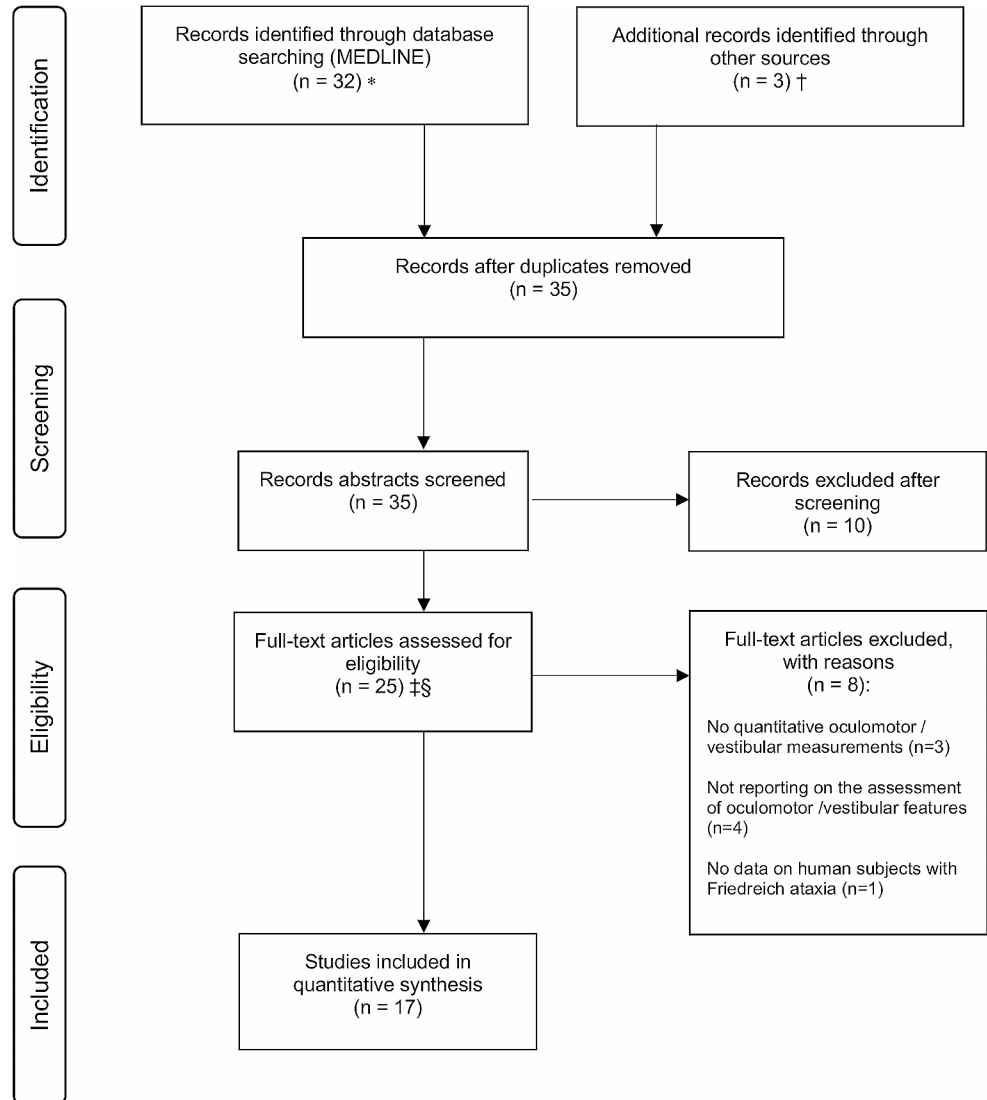 Identification
Records identified through database
searching (MEDLINE)
(n = 32) *
Additional records identified through
other sources
(n = 3) †
Records after duplicates removed
(n = 35)
Screening
Records abstracts screened
(n = 35)
Records excluded after
screening
(n = 10)
Eligibility
Full-text articles assessed for
eligibility
(n = 25) ‡§
Full-text articles excluded,
with reasons
(n = 8):
No quantitative oculomotor /
vestibular measurements (n=3)
Not reporting on the assessment
of oculomotor /vestibular features
(n=4)
No data on human subjects with
Friedreich ataxia (n=1)
Included
Studies included in
quantitative synthesis
(n = 17)